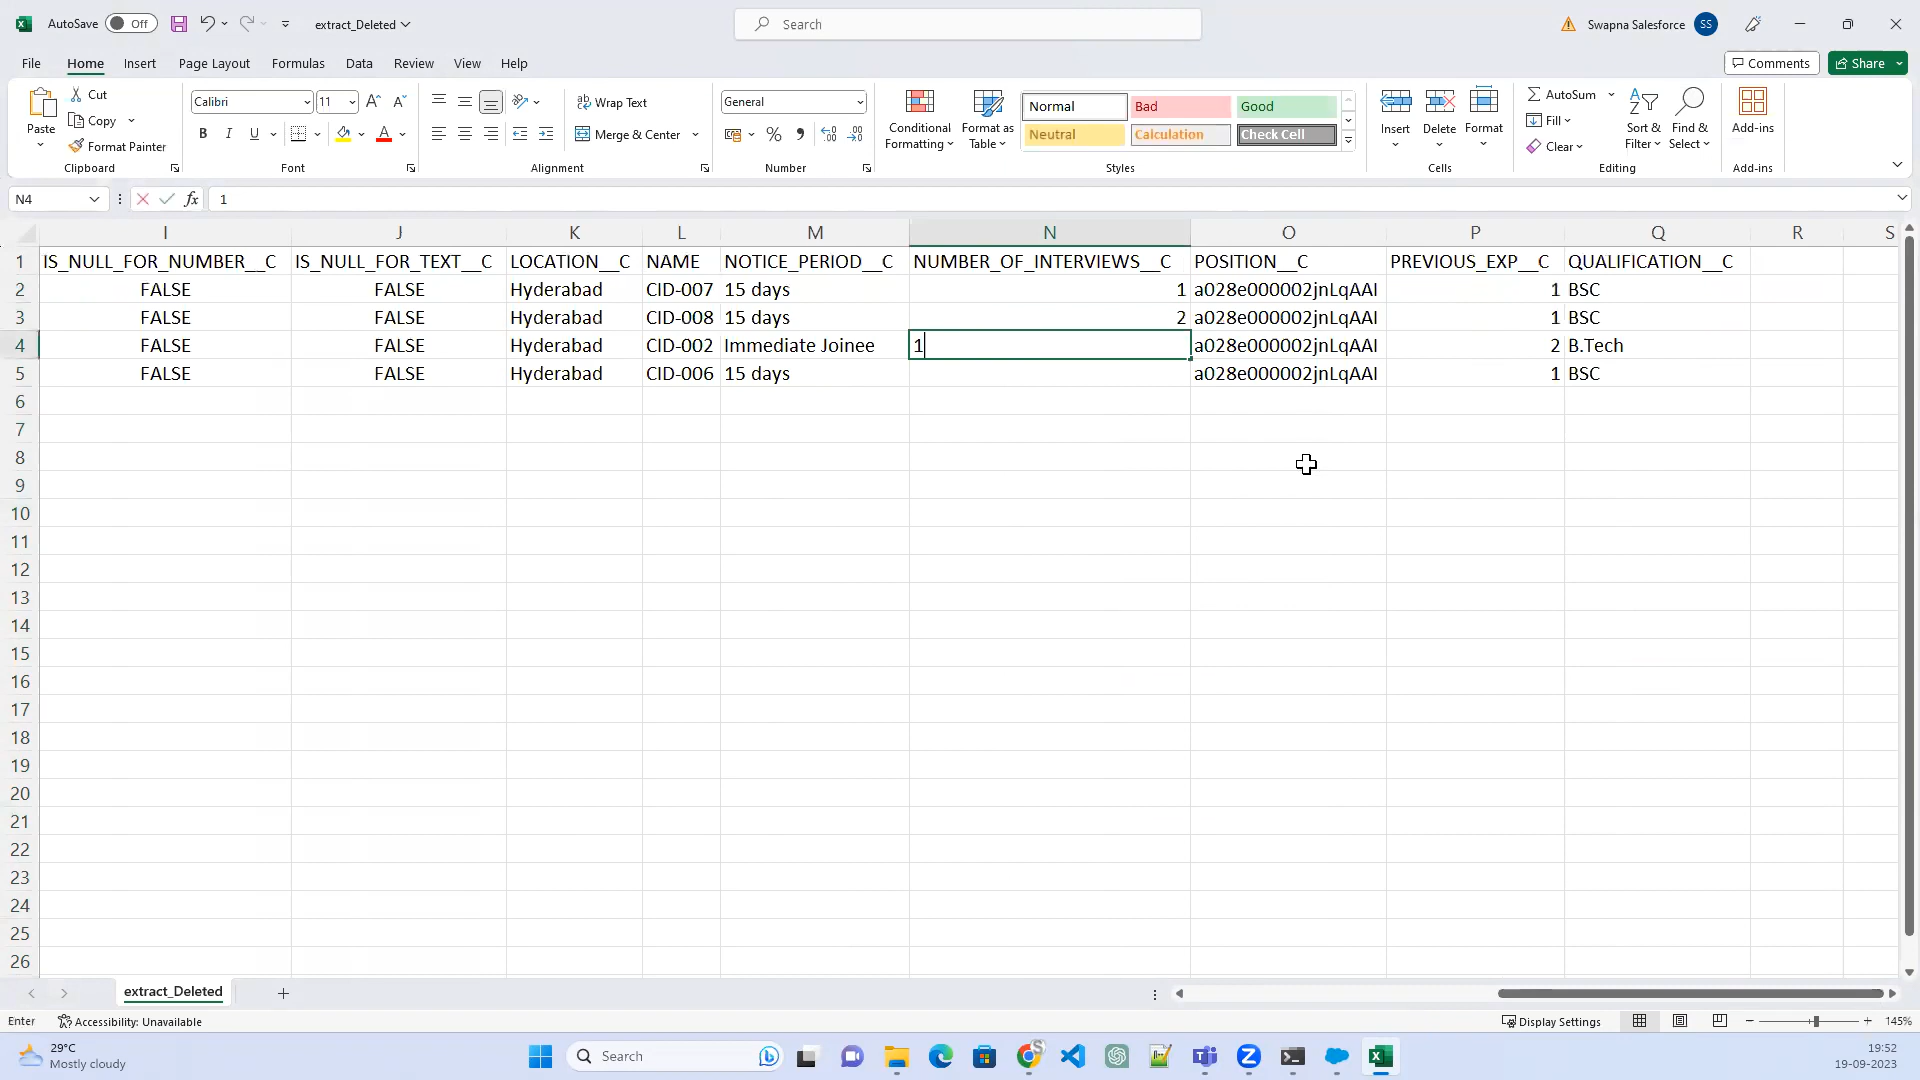 AutoSave Off extract_Deleted Search Swapna Salesforce SS
File Home Insert Page Layout Formulas Data Review View Help Comments Share
Paste Cut Copy Format Painter Clipboard
Calibri 11 B I U A Font
Wrap Text Merge & Center Alignment
General % Number
Conditional Formatting Format as Table
Normal Bad Good
Neutral Calculation Check Cell
Styles
Insert Delete Format Cells
AutoSum Fill Clear Sort & Filter Find & Select Editing
Add-ins Add-ins
N4 fx 1
I J K L M N O P Q R S
1 IS_NULL_FOR_NUMBER__C IS_NULL_FOR_TEXT__C LOCATION__C NAME NOTICE_PERIOD__C NUMBER_OF_INTERVIEWS__C POSITION__C PREVIOUS_EXP__C QUALIFICATION__C
2 FALSE FALSE Hyderabad CID-007 15 days 1 a028e000002jnLqAAI 1 BSC
3 FALSE FALSE Hyderabad CID-008 15 days 2 a028e000002jnLqAAI 1 BSC
4 FALSE FALSE Hyderabad CID-002 Immediate Joinee 1 a028e000002jnLqAAI 2 B.Tech
5 FALSE FALSE Hyderabad CID-006 15 days a028e000002jnLqAAI 1 BSC
6
7
8
9
10
11
12
13
14
15
16
17
18
19
20
21
22
23
24
25
26
extract_Deleted
Enter Accessibility: Unavailable Display Settings 145%
29°C
Mostly cloudy
Search
19:52
19-09-2023